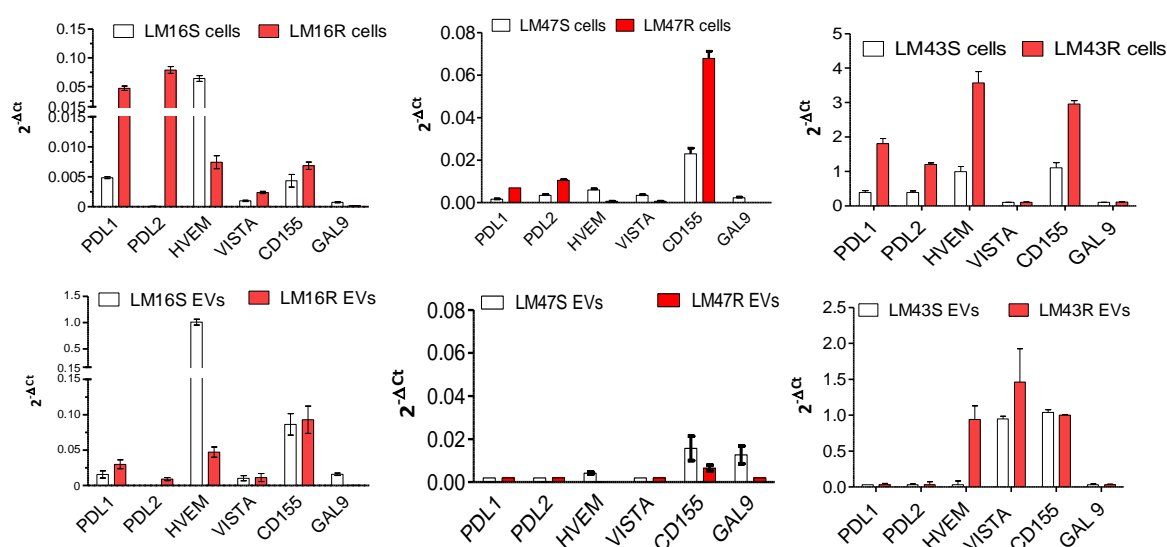 LM16S cells LM16R cells
2^-ΔCt
0.10
0.05
0.015
0.015
0.010
0.005
0.000
PDL1 PDL2 HVEM VISTA CD155 GAL9
LM47S cells LM47R cells
2^-ΔCt
0.08
0.06
0.04
0.02
0.00
PDL1 PDL2 HVEM VISTA CD155 GAL9
LM43S cells LM43R cells
2^-ΔCt
5
4
3
2
1
0
PDL1 PDL2 HVEM VISTA CD155 GAL 9
LM16S EVs LM16R EVs
2^-ΔCt
1.5
1.0
0.5
0.15
0.15
0.10
0.05
0.00
PDL1 PDL2 HVEM VISTA CD155 GAL9
LM47S EVs LM47R EVs
2^-ΔCt
0.08
0.06
0.04
0.02
0.00
PDL1 PDL2 HVEM VISTA CD155 GAL9
LM43S EVs LM43R EVs
2^-ΔCt
2.5
2.0
1.5
1.0
0.5
0.0
PDL1 PDL2 HVEM VISTA CD155 GAL 9